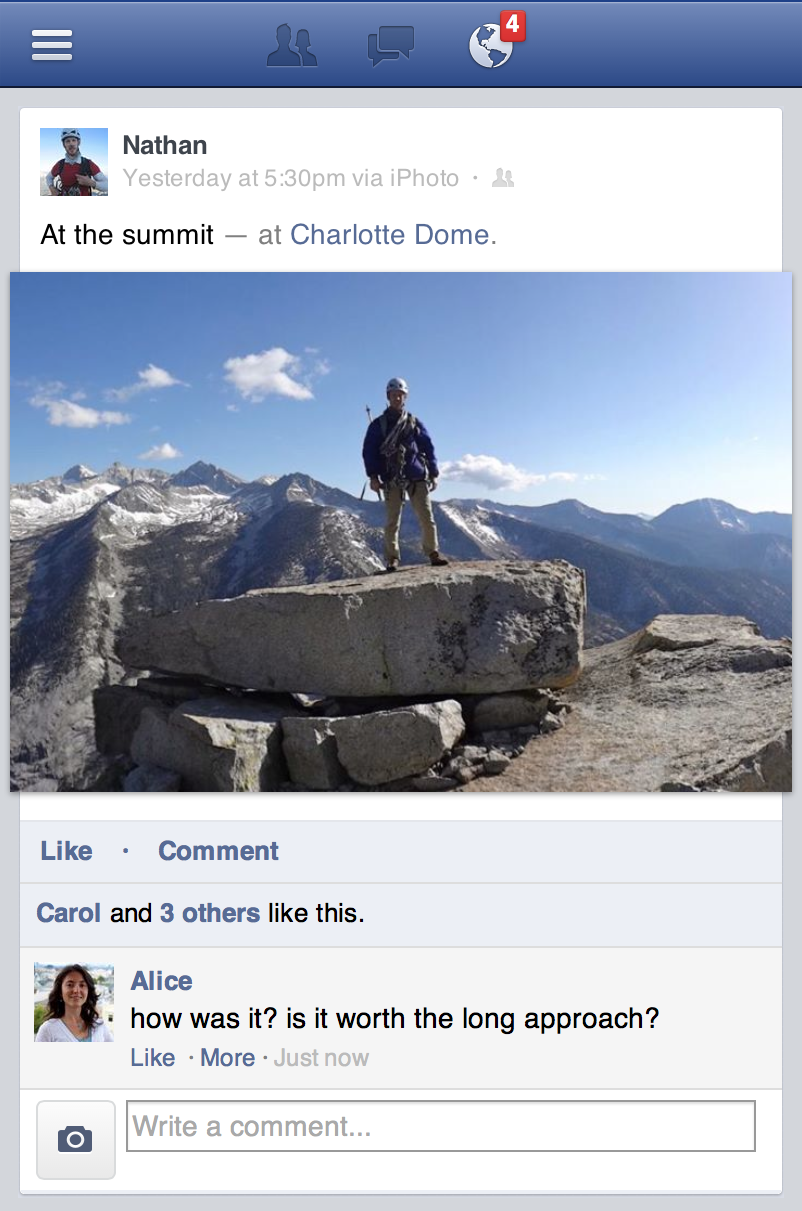 4
Nathan
Yesterday at 5:30pm via iPhoto ·
At the summit — at Charlotte Dome.
Like · Comment
Carol and 3 others like this.
Alice
how was it? is it worth the long approach?
Like · More · Just now
Write a comment...